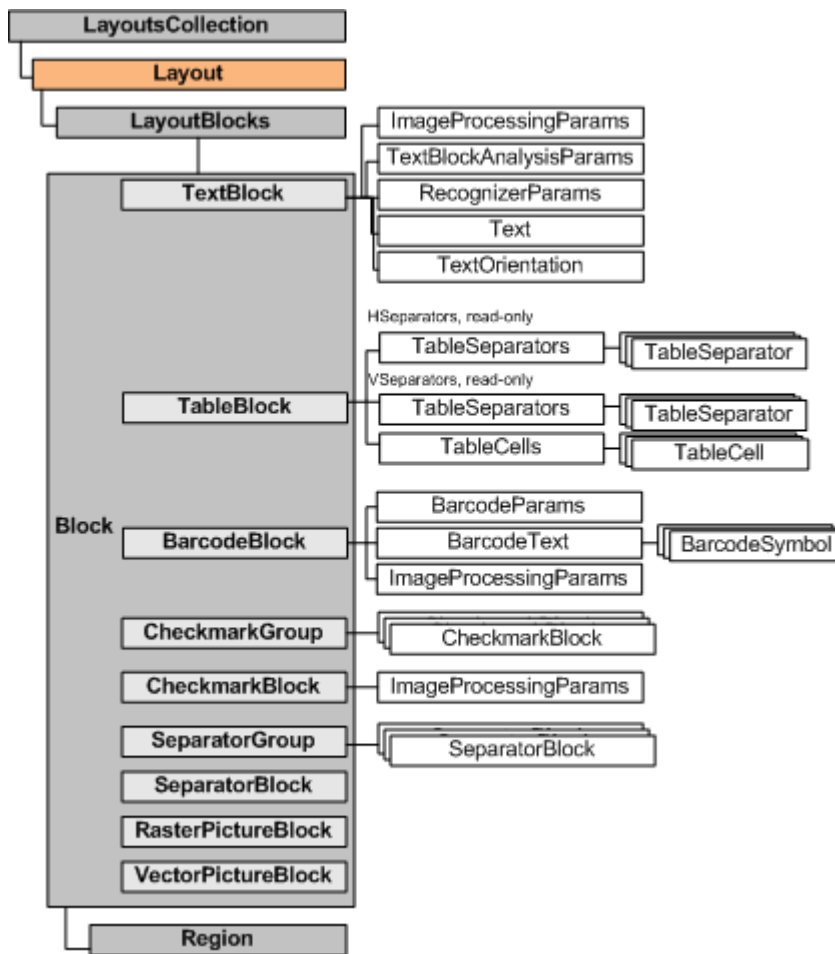 LayoutsCollection
Layout
LayoutBlocks
ImageProcessingParams
TextBlockAnalysisParams
TextBlock
RecognizerParams
Text
TextOrientation
HSeparators, read-only
TableSeparators
TableSeparator
VSeparators, read-only
TableBlock
TableSeparators
TableSeparator
TableCells
TableCell
BarcodeParams
Block
BarcodeBlock
BarcodeText
BarcodeSymbol
ImageProcessingParams
CheckmarkGroup
CheckmarkBlock
CheckmarkBlock
ImageProcessingParams
SeparatorGroup
SeparatorBlock
SeparatorBlock
RasterPictureBlock
VectorPictureBlock
Region